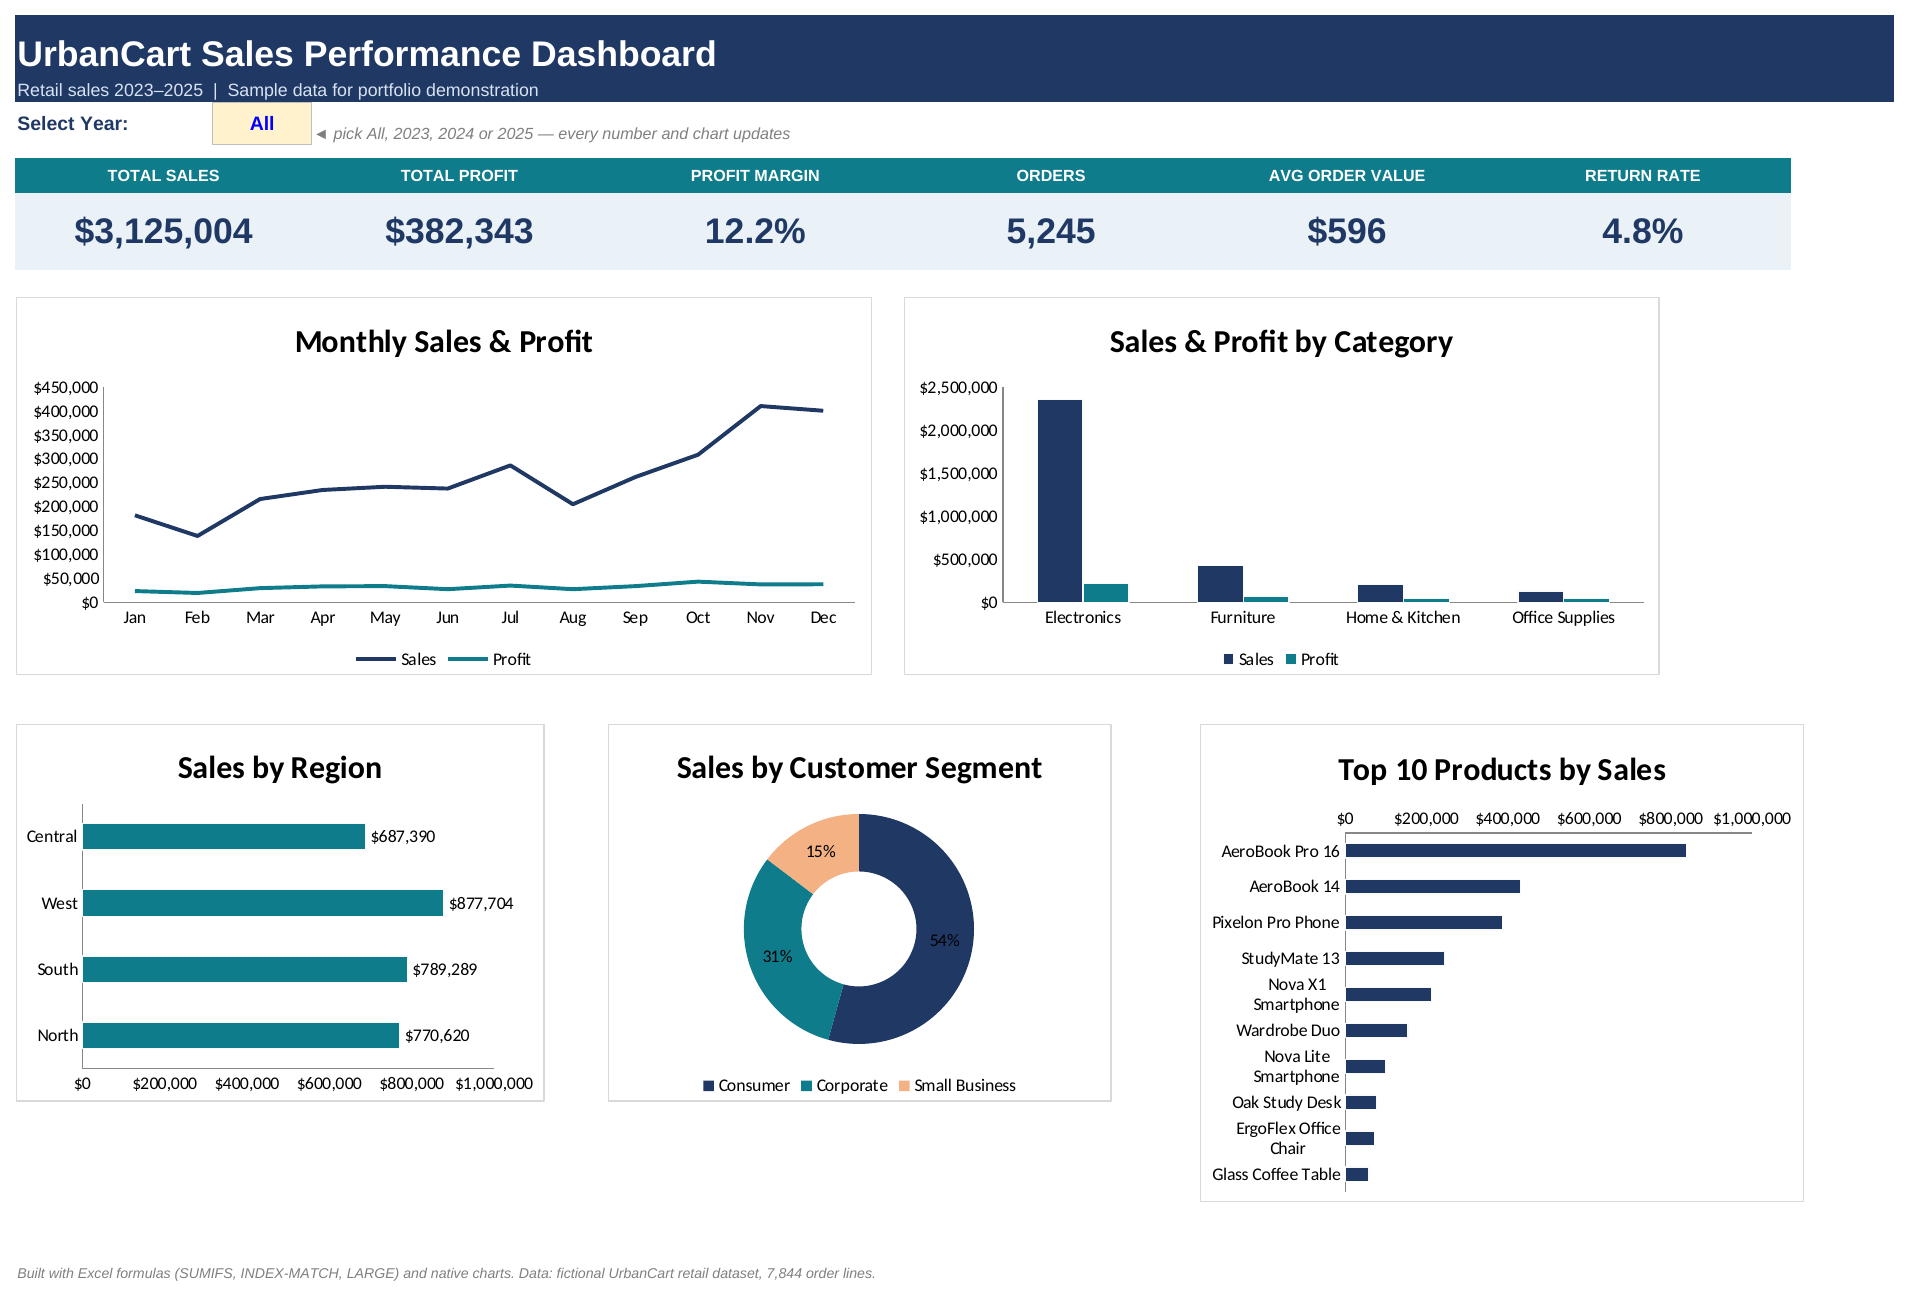 UrbanCart Sales Performance Dashboard
Retail sales 2023–2025 | Sample data for portfolio demonstration
Select Year: All ◄ pick All, 2023, 2024 or 2025 — every number and chart updates
TOTAL SALES TOTAL PROFIT PROFIT MARGIN ORDERS AVG ORDER VALUE RETURN RATE
$3,125,004 $382,343 12.2% 5,245 $596 4.8%
Monthly Sales & Profit
$450,000
$400,000
$350,000
$300,000
$250,000
$200,000
$150,000
$100,000
$50,000
$0
Jan Feb Mar Apr May Jun Jul Aug Sep Oct Nov Dec
Sales Profit
Sales & Profit by Category
$2,500,000
$2,000,000
$1,500,000
$1,000,000
$500,000
$0
Electronics Furniture Home & Kitchen Office Supplies
Sales Profit
Sales by Region
Central $687,390
West $877,704
South $789,289
North $770,620
$0 $200,000 $400,000 $600,000 $800,000 $1,000,000
Sales by Customer Segment
15%
54%
31%
Consumer Corporate Small Business
Top 10 Products by Sales
$0 $200,000 $400,000 $600,000 $800,000 $1,000,000
AeroBook Pro 16
AeroBook 14
Pixelon Pro Phone
StudyMate 13
Nova X1
Smartphone
Wardrobe Duo
Nova Lite
Smartphone
Oak Study Desk
ErgoFlex Office
Chair
Glass Coffee Table
Built with Excel formulas (SUMIFS, INDEX-MATCH, LARGE) and native charts. Data: fictional UrbanCart retail dataset, 7,844 order lines.